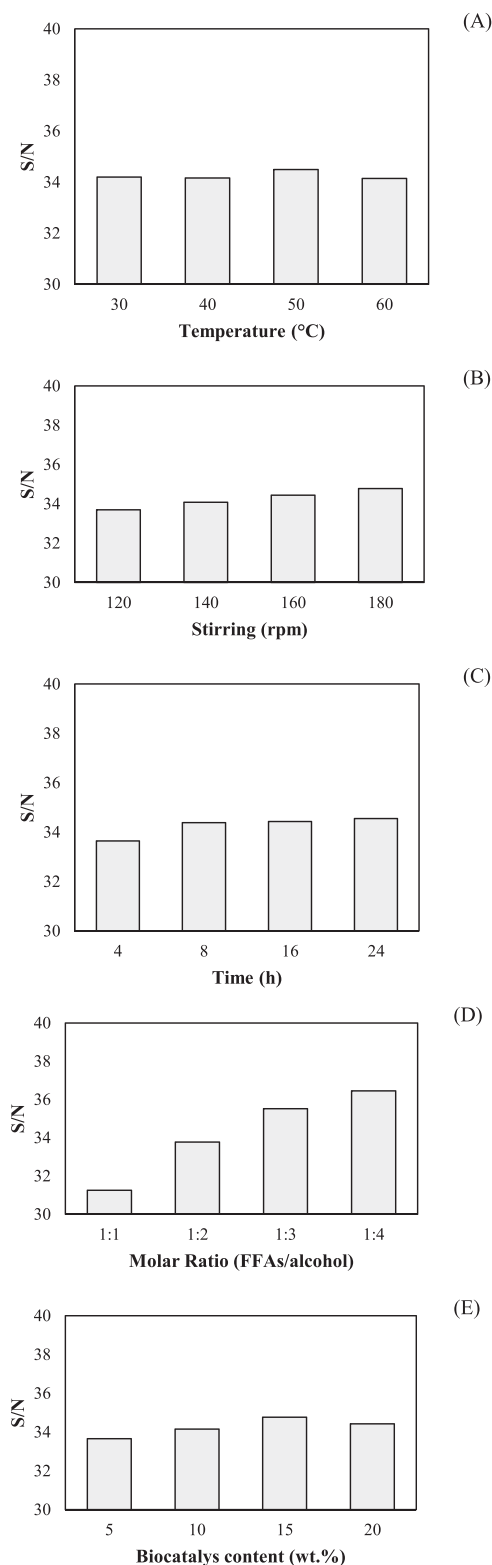 (A)
40
38
36
34
32
30
S/N
30 40 50 60
Temperature (°C)
(B)
40
38
36
34
32
30
S/N
120 140 160 180
Stirring (rpm)
(C)
40
38
36
34
32
30
S/N
4 8 16 24
Time (h)
(D)
40
38
36
34
32
30
S/N
1:1 1:2 1:3 1:4
Molar Ratio (FFAs/alcohol)
(E)
40
38
36
34
32
30
S/N
5 10 15 20
Biocatalys content (wt.%)